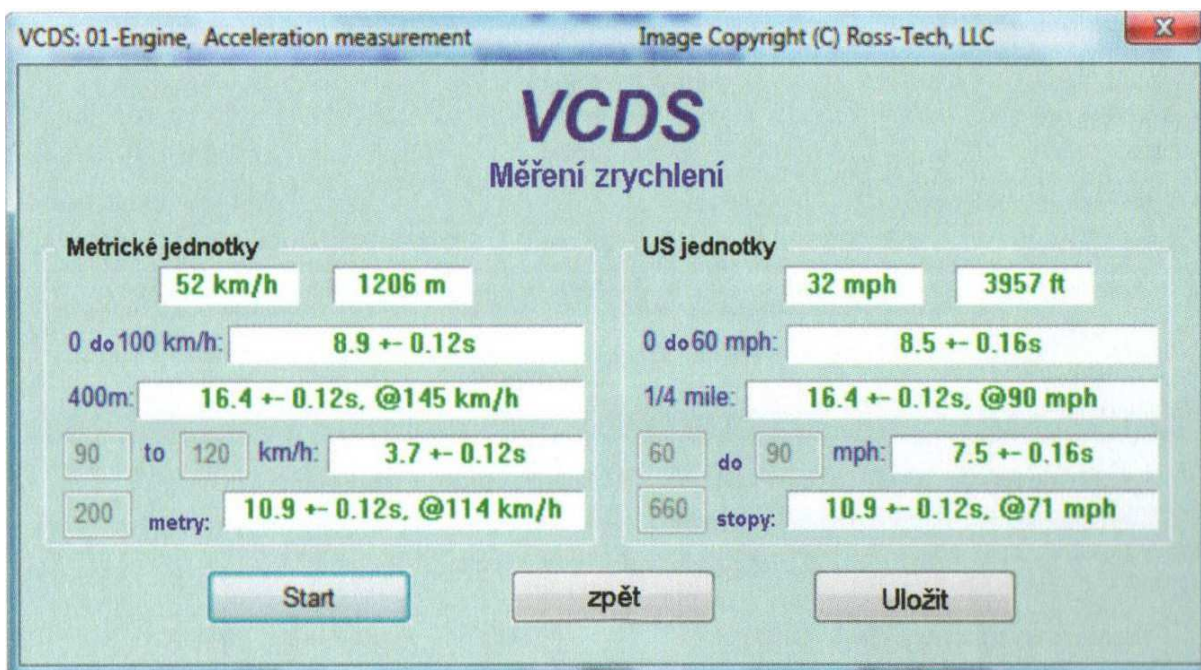 VCDS: 01-Engine, Acceleration measurement Image Copyright (C) Ross-Tech, LLC X
VCDS
Měření zrychlení
Metrické jednotky
52 km/h 1206 m
0 do 100 km/h: 8.9 +- 0.12s
400m: 16.4 +- 0.12s, @145 km/h
90 to 120 km/h: 3.7 +- 0.12s
200 metry: 10.9 +- 0.12s, @114 km/h
US jednotky
32 mph 3957 ft
0 do 60 mph: 8.5 +- 0.16s
1/4 mile: 16.4 +- 0.12s, @90 mph
60 do 90 mph: 7.5 +- 0.16s
660 stopy: 10.9 +- 0.12s, @71 mph
Start zpět Uložit